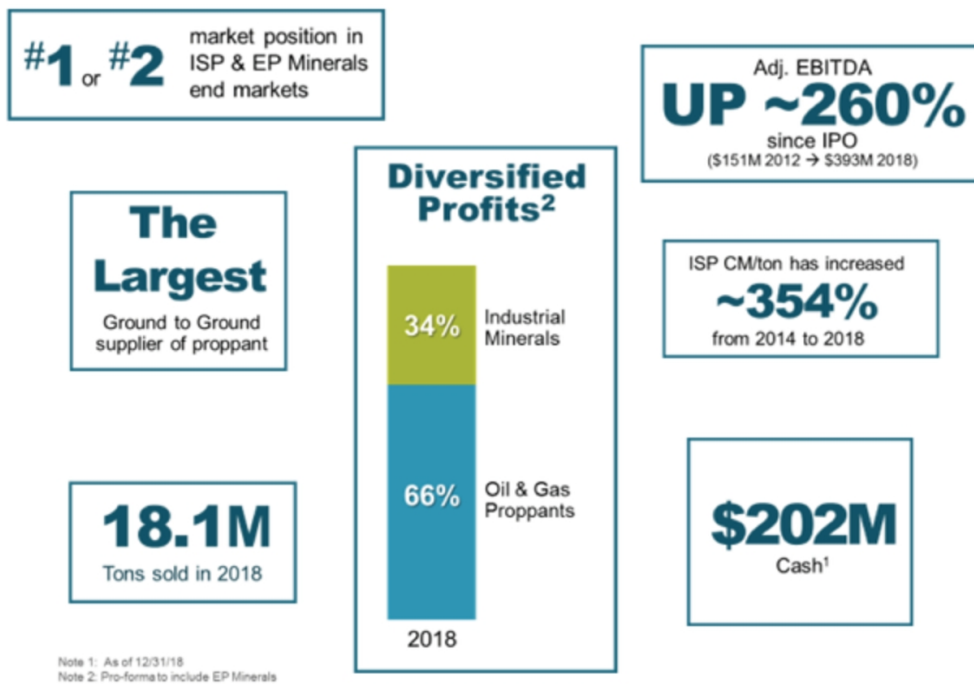 #1 or #2
market position in
ISP & EP Minerals
end markets
Adj. EBITDA
UP ~260%
since IPO
($151M 2012 → $393M 2018)
The
Largest
Ground to Ground
supplier of proppant
Diversified
Profits²
34%
Industrial
Minerals
66%
Oil & Gas
Proppants
2018
ISP CM/ton has increased
~354%
from 2014 to 2018
18.1M
Tons sold in 2018
$202M
Cash¹
Note 1: As of 12/31/18
Note 2: Pro-forma to include EP Minerals